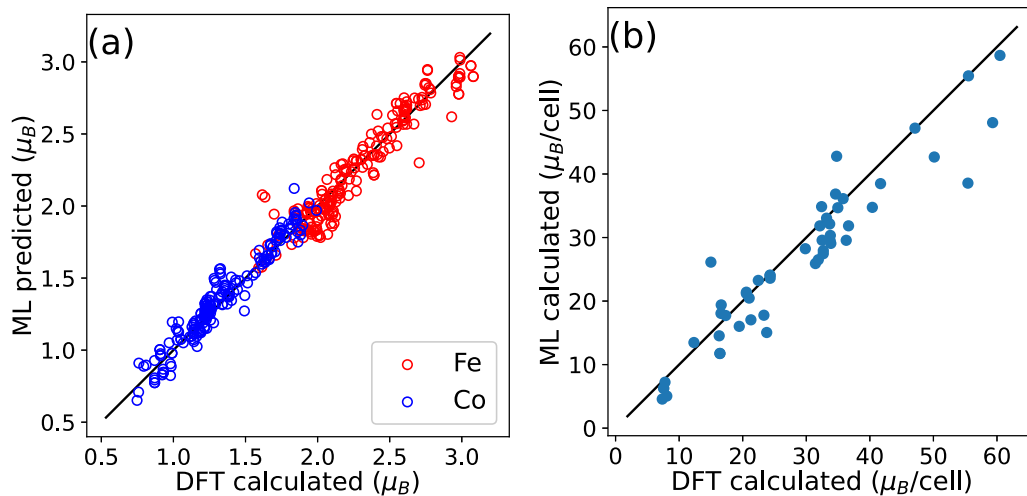 (a)
ML predicted (μB)
3.0
2.5
2.0
1.5
1.0
0.5
Fe
Co
0.5 1.0 1.5 2.0 2.5 3.0
DFT calculated (μB)
(b)
ML calculated (μB/cell)
60
50
40
30
20
10
0
0 10 20 30 40 50 60
DFT calculated (μB/cell)